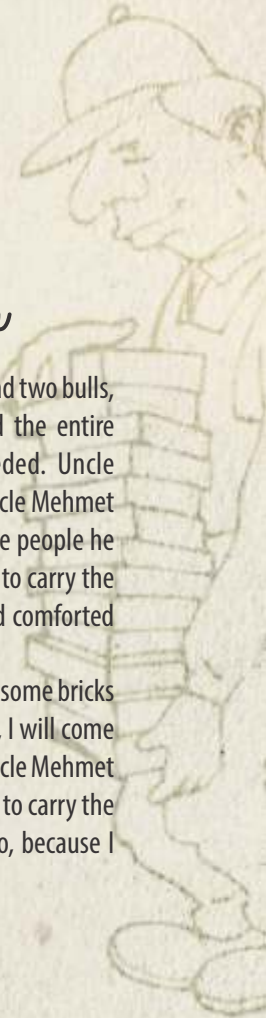 nd two bulls,
the entire
ded. Uncle
cle Mehmet
e people he
to carry the
d comforted
some bricks
I will come
cle Mehmet
to carry the
o, because I